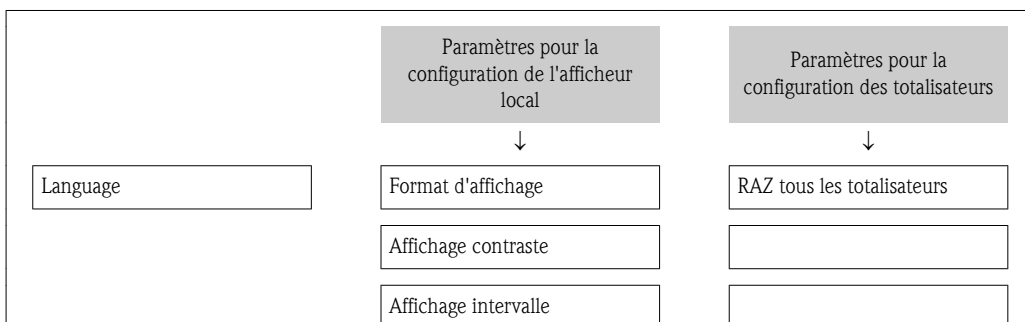 Paramètres pour la
configuration de l'afficheur
local
Paramètres pour la
configuration des totalisateurs
↓
↓
Language
Format d'affichage
RAZ tous les totalisateurs
Affichage contraste
Affichage intervalle